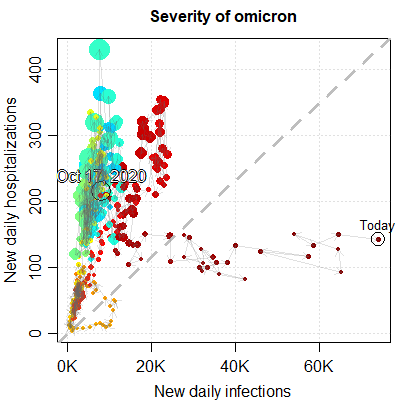 Severity of omicron
New daily hospitalizations
400
300
200
100
0
Oct 17, 2020
Today
0K 20K 40K 60K
New daily infections